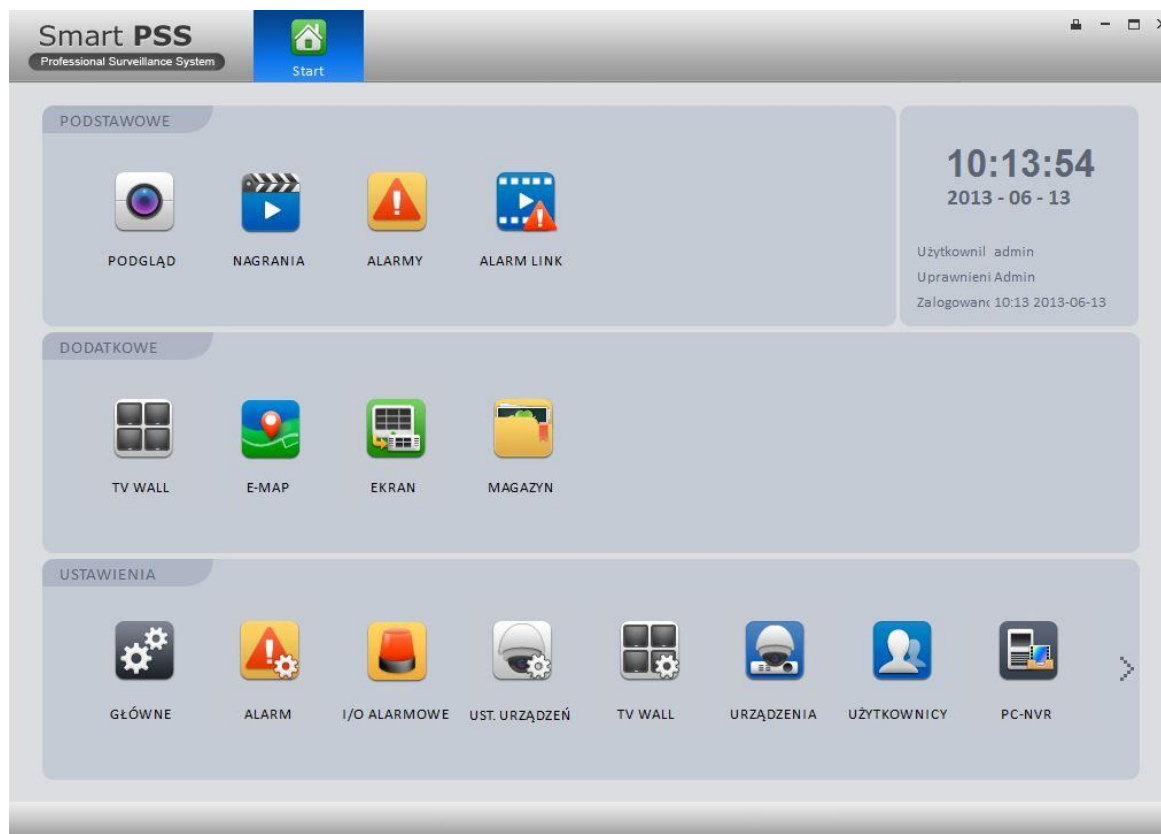 Smart PSS
Professional Surveillance System
Start
PODSTAWOWE
PODGLĄD
NAGRANIA
ALARMY
ALARM LINK
10:13:54
2013 - 06 - 13
Użytkownil admin
Uprawnieni Admin
Zalogowanc 10:13 2013-06-13
DODATKOWE
TV WALL
E-MAP
EKRAN
MAGAZYN
USTAWIENIA
GŁÓWNE
ALARM
I/O ALARMOWE
UST. URZĄDZEŃ
TV WALL
URZĄDZENIA
UŻYTKOWNICY
PC-NVR